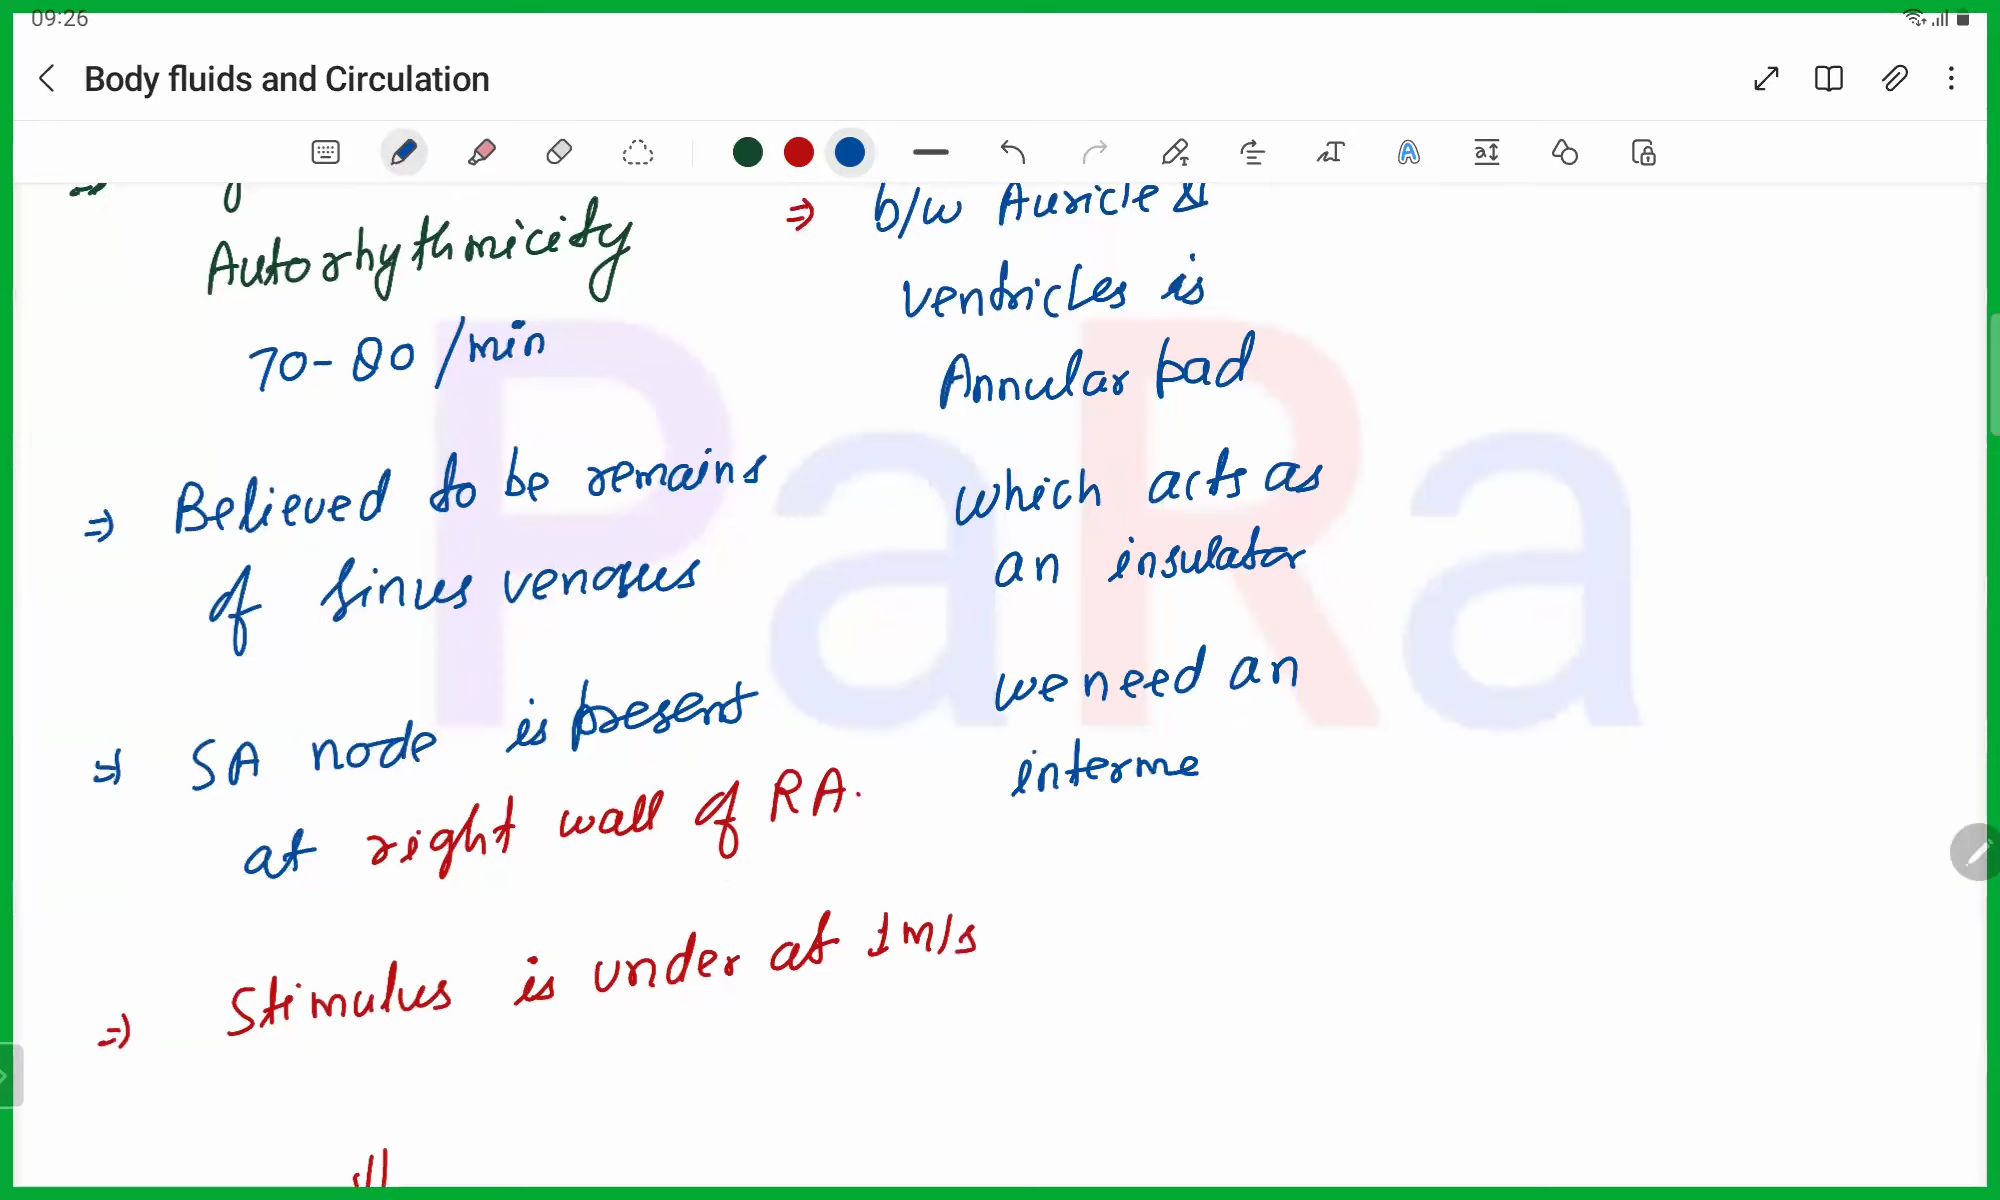 09:26
Body fluids and Circulation
⇒
Autorhythmicity
70-80/min
⇒ Believed to be remains
of sinus venosus
⇒ SA node is present
at right wall of RA.
⇒ Stimulus is under at 1m/s
⇒ b/w Auricle &
ventricles is
Annular pad
which acts as
an insulator
we need an
interme
PaRa